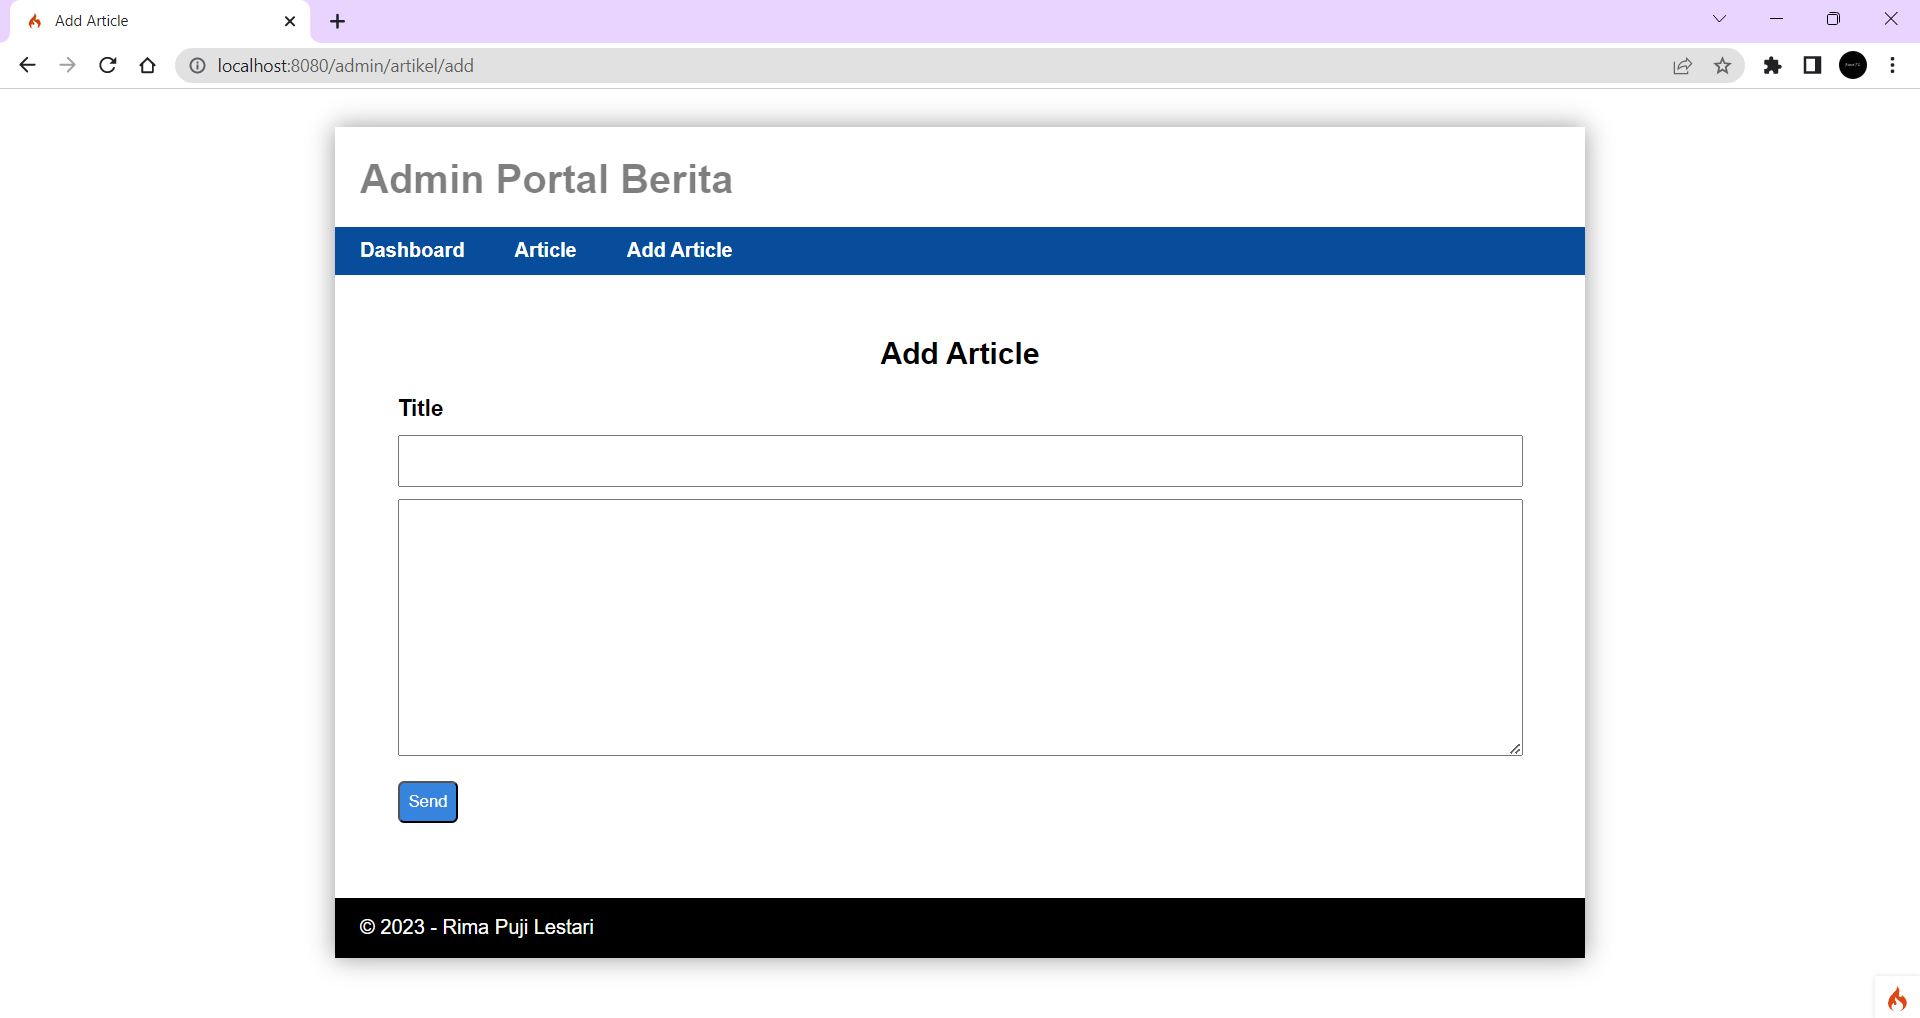 Add Article
localhost:8080/admin/artikel/add
Admin Portal Berita
Dashboard Article Add Article
Add Article
Title
Send
© 2023 - Rima Puji Lestari